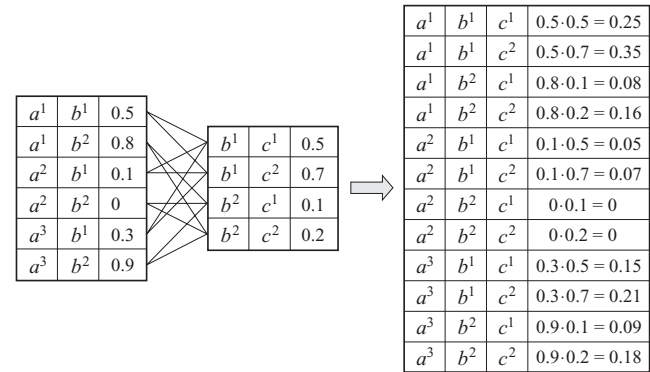 a¹ b¹ 0.5
a¹ b² 0.8
a² b¹ 0.1
a² b² 0
a³ b¹ 0.3
a³ b² 0.9
b¹ c¹ 0.5
b¹ c² 0.7
b² c¹ 0.1
b² c² 0.2
a¹ b¹ c¹ 0.5·0.5 = 0.25
a¹ b¹ c² 0.5·0.7 = 0.35
a¹ b² c¹ 0.8·0.1 = 0.08
a¹ b² c² 0.8·0.2 = 0.16
a² b¹ c¹ 0.1·0.5 = 0.05
a² b¹ c² 0.1·0.7 = 0.07
a² b² c¹ 0·0.1 = 0
a² b² c² 0·0.2 = 0
a³ b¹ c¹ 0.3·0.5 = 0.15
a³ b¹ c² 0.3·0.7 = 0.21
a³ b² c¹ 0.9·0.1 = 0.09
a³ b² c² 0.9·0.2 = 0.18